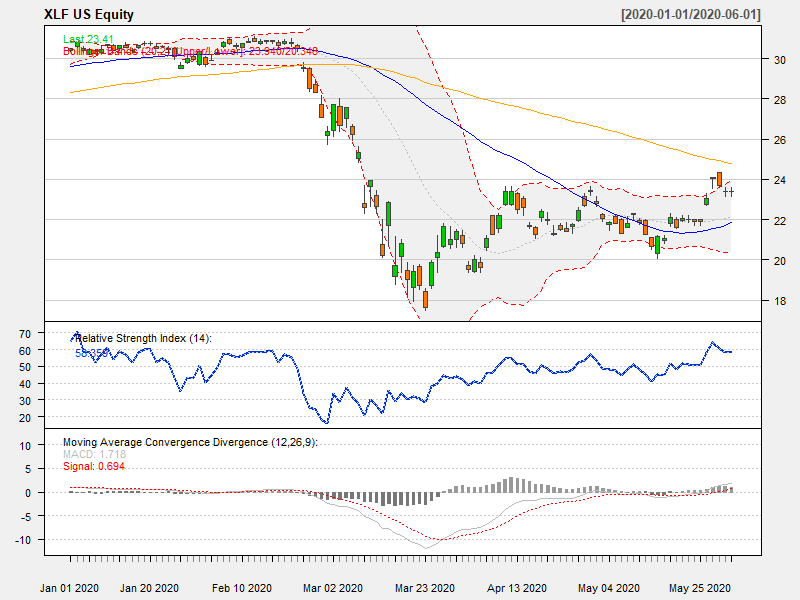 XLF US Equity [2020-01-01/2020-06-01]
Last 23.41
Bollinger Bands (20,2) [Upper/Lower]: 23.940/20.348
30
28
26
24
22
20
18
Relative Strength Index (14):
70
60
50
40
30
20
Moving Average Convergence Divergence (12,26,9):
MACD: 1.718
Signal: 0.694
10
5
0
-5
-10
Jan 01 2020 Jan 20 2020 Feb 10 2020 Mar 02 2020 Mar 23 2020 Apr 13 2020 May 04 2020 May 25 2020